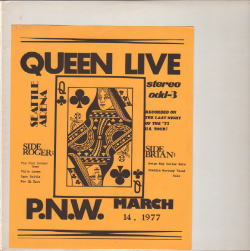 QUEEN LIVE
stereo
odd-3
SEATTLE
ARENA
Q
RECORDED ON
THE LAST NIGHT
OF THE '77
U.S. TOUR!
SIDE
ROGER:
SIDE
BRIAN:
Q
P.N.W. MARCH
14, 1977